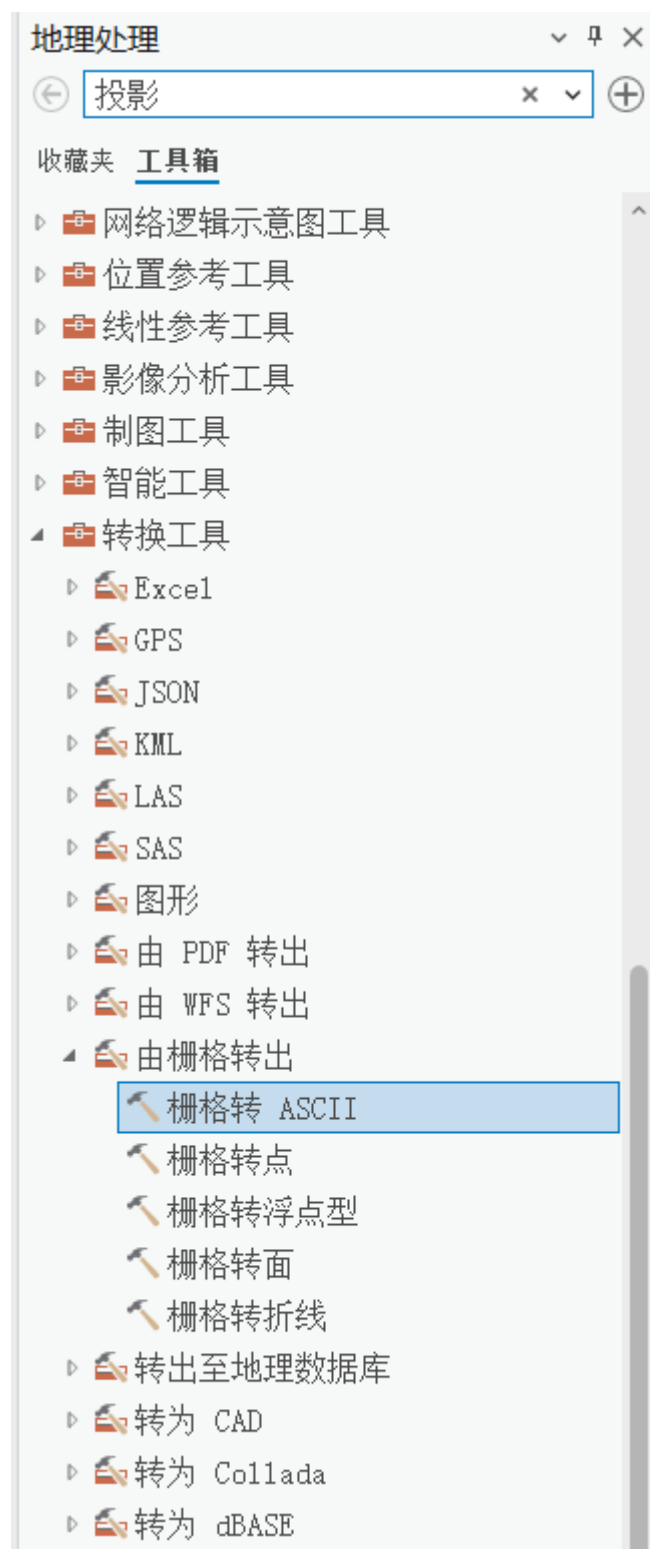 地理处理
投影
收藏夹 工具箱
网络逻辑示意图工具
位置参考工具
线性参考工具
影像分析工具
制图工具
智能工具
转换工具
Excel
GPS
JSON
KML
LAS
SAS
图形
由 PDF 转出
由 WFS 转出
由栅格转出
栅格转 ASCII
栅格转点
栅格转浮点型
栅格转面
栅格转折线
转出至地理数据库
转为 CAD
转为 Collada
转为 dBASE